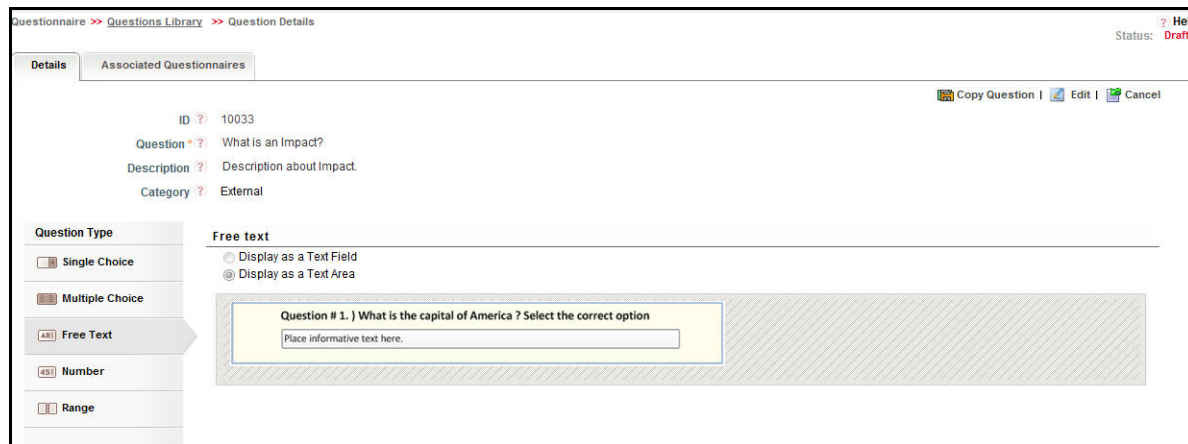 Questionnaire >> Questions Library >> Question Details
? Hel
Status: Draft
Details Associated Questionnaires
Copy Question | Edit | Cancel
ID ? 10033
Question * ? What is an Impact?
Description ? Description about Impact.
Category ? External
Question Type
Single Choice
Multiple Choice
Free Text
Number
Range
Free text
Display as a Text Field
Display as a Text Area
Question # 1. ) What is the capital of America ? Select the correct option
Place informative text here.